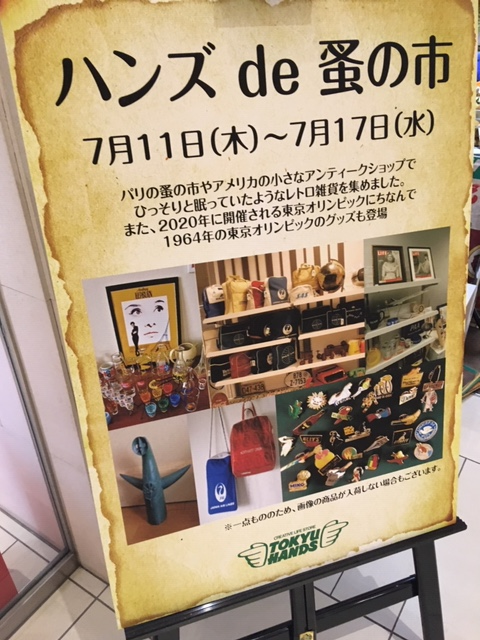 ハンズ de 蚤の市
7月11日(木)～7月17日(水)
パリの蚤の市やアメリカの小さなアンティークショップで
ひっそりと眠っていたようなレトロ雑貨を集めました。
また、2020年に開催される東京オリンピックにちなんで
1964年の東京オリンピックのグッズも登場
※一点もののため、画像の商品が入荷しない場合もございます。
CREATIVE LIFE STORE
TOKYU
HANDS